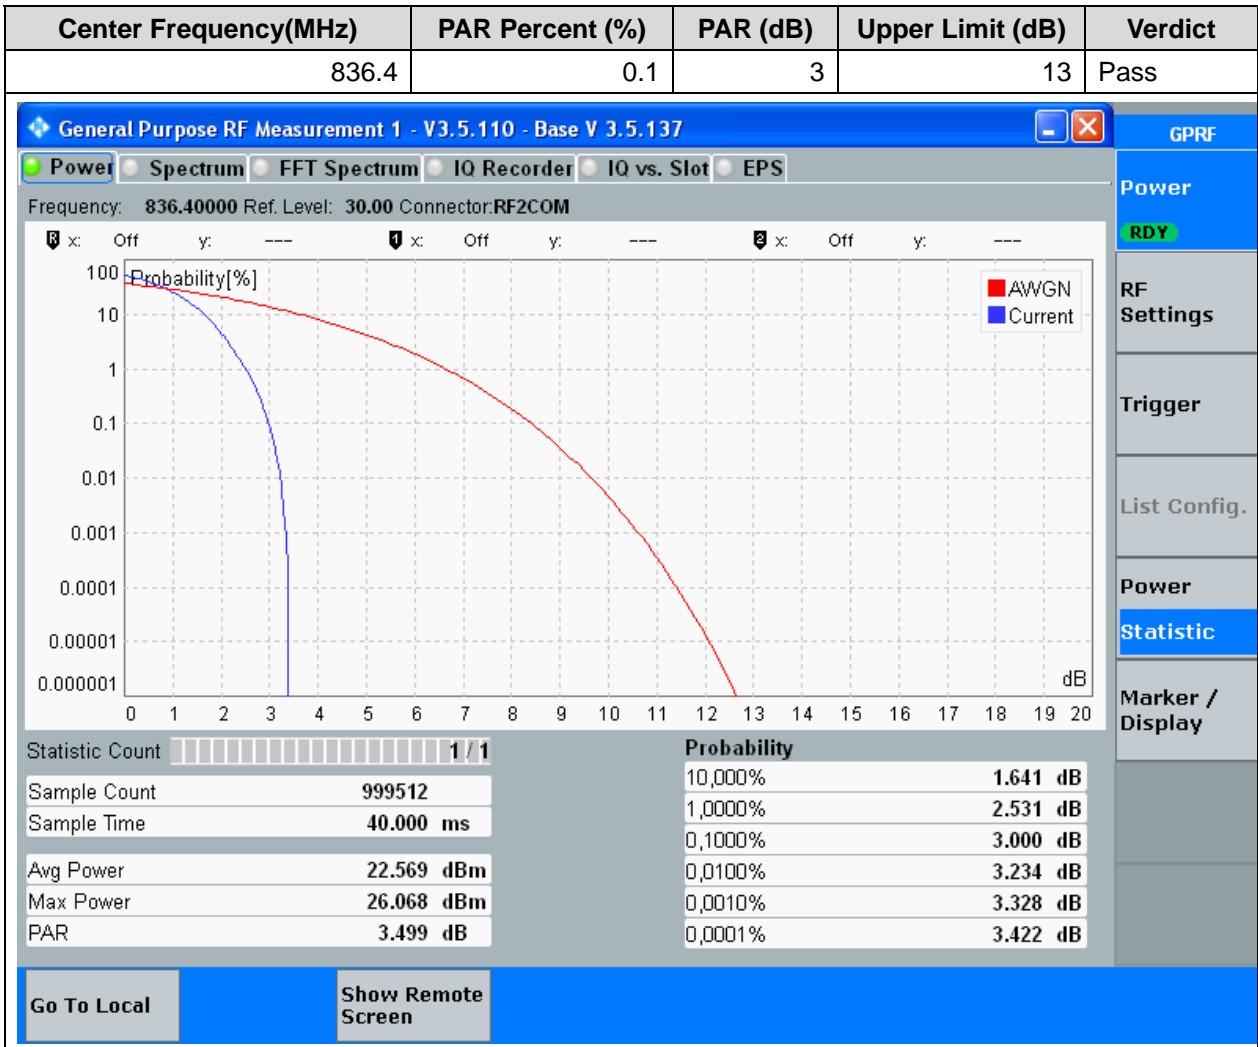 Center Frequency(MHz) PAR Percent (%) PAR (dB) Upper Limit (dB) Verdict
836.4 0.1 3 13 Pass
General Purpose RF Measurement 1 - V3.5.110 - Base V 3.5.137
Power Spectrum FFT Spectrum IQ Recorder IQ vs. Slot EPS
Frequency: 836.40000 Ref. Level: 30.00 Connector:RF2COM
R x: Off y: --- 1 x: Off y: --- 2 x: Off y: ---
Probability[%]
AWGN
Current
100
10
1
0.1
0.01
0.001
0.0001
0.00001
0.000001
dB
0 1 2 3 4 5 6 7 8 9 10 11 12 13 14 15 16 17 18 19 20
Statistic Count 1 / 1
Sample Count 999512
Sample Time 40.000 ms
Avg Power 22.569 dBm
Max Power 26.068 dBm
PAR 3.499 dB
Probability
10,000% 1.641 dB
1,0000% 2.531 dB
0,1000% 3.000 dB
0,0100% 3.234 dB
0,0010% 3.328 dB
0,0001% 3.422 dB
GPRF
Power
RDY
RF
Settings
Trigger
List Config.
Power
Statistic
Marker /
Display
Go To Local
Show Remote
Screen